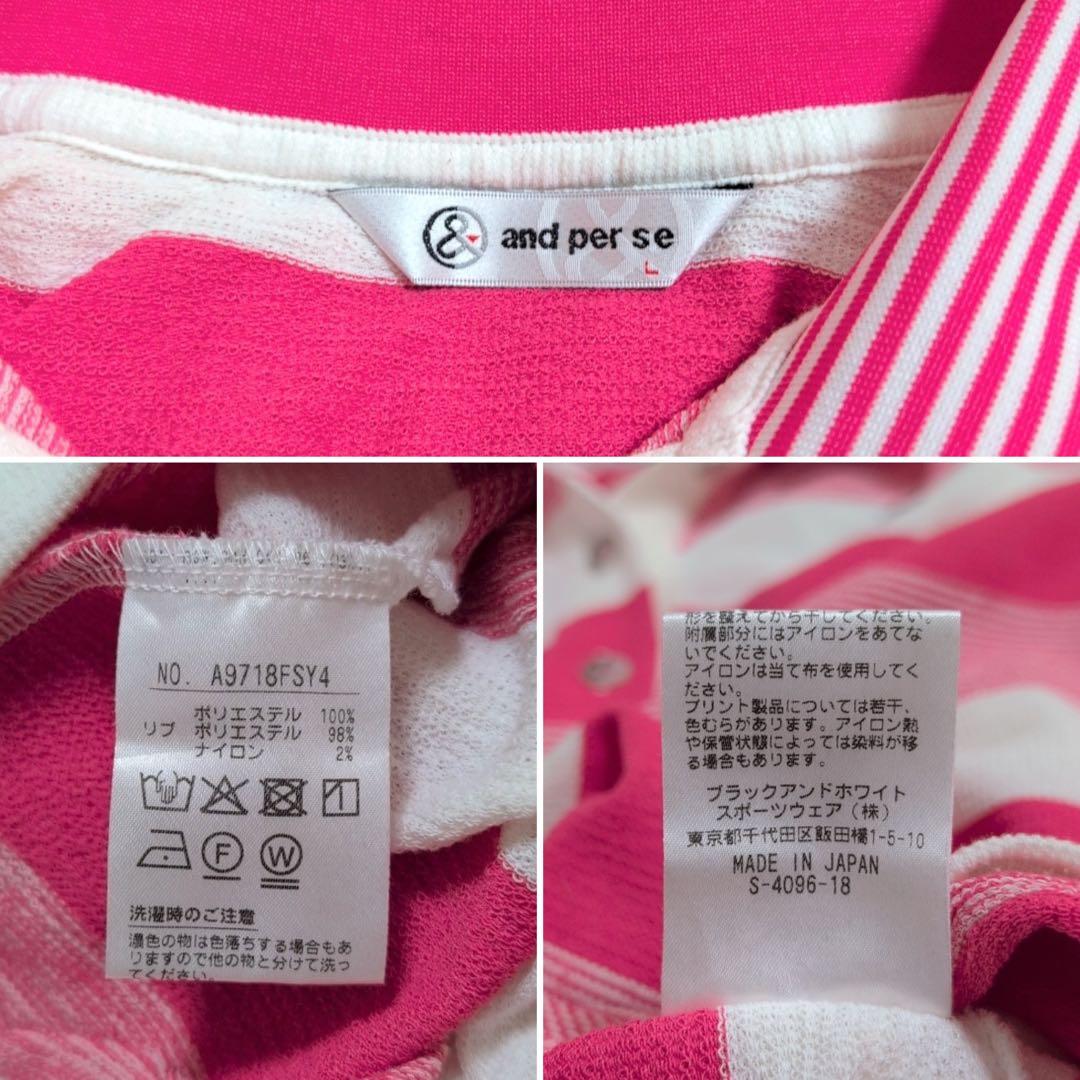 & and per se
L
NO. A9718FSY4
ポリエステル 100%
リブ ポリエステル 98%
ナイロン 2%
F W
洗濯時のご注意
濃色の物は色落ちする場合もあ
りますので他の物と分けて洗っ
てください。
形を整えてから干してください。
附属部分にはアイロンをあてな
いでください。
アイロンは当て布を使用してく
ださい。
プリント製品については若干、
色むらがあります。アイロン熱
や保管状態によっては染料が移
る場合もあります。
ブラックアンドホワイト
スポーツウェア(株)
東京都千代田区飯田橋1-5-10
MADE IN JAPAN
S-4096-18